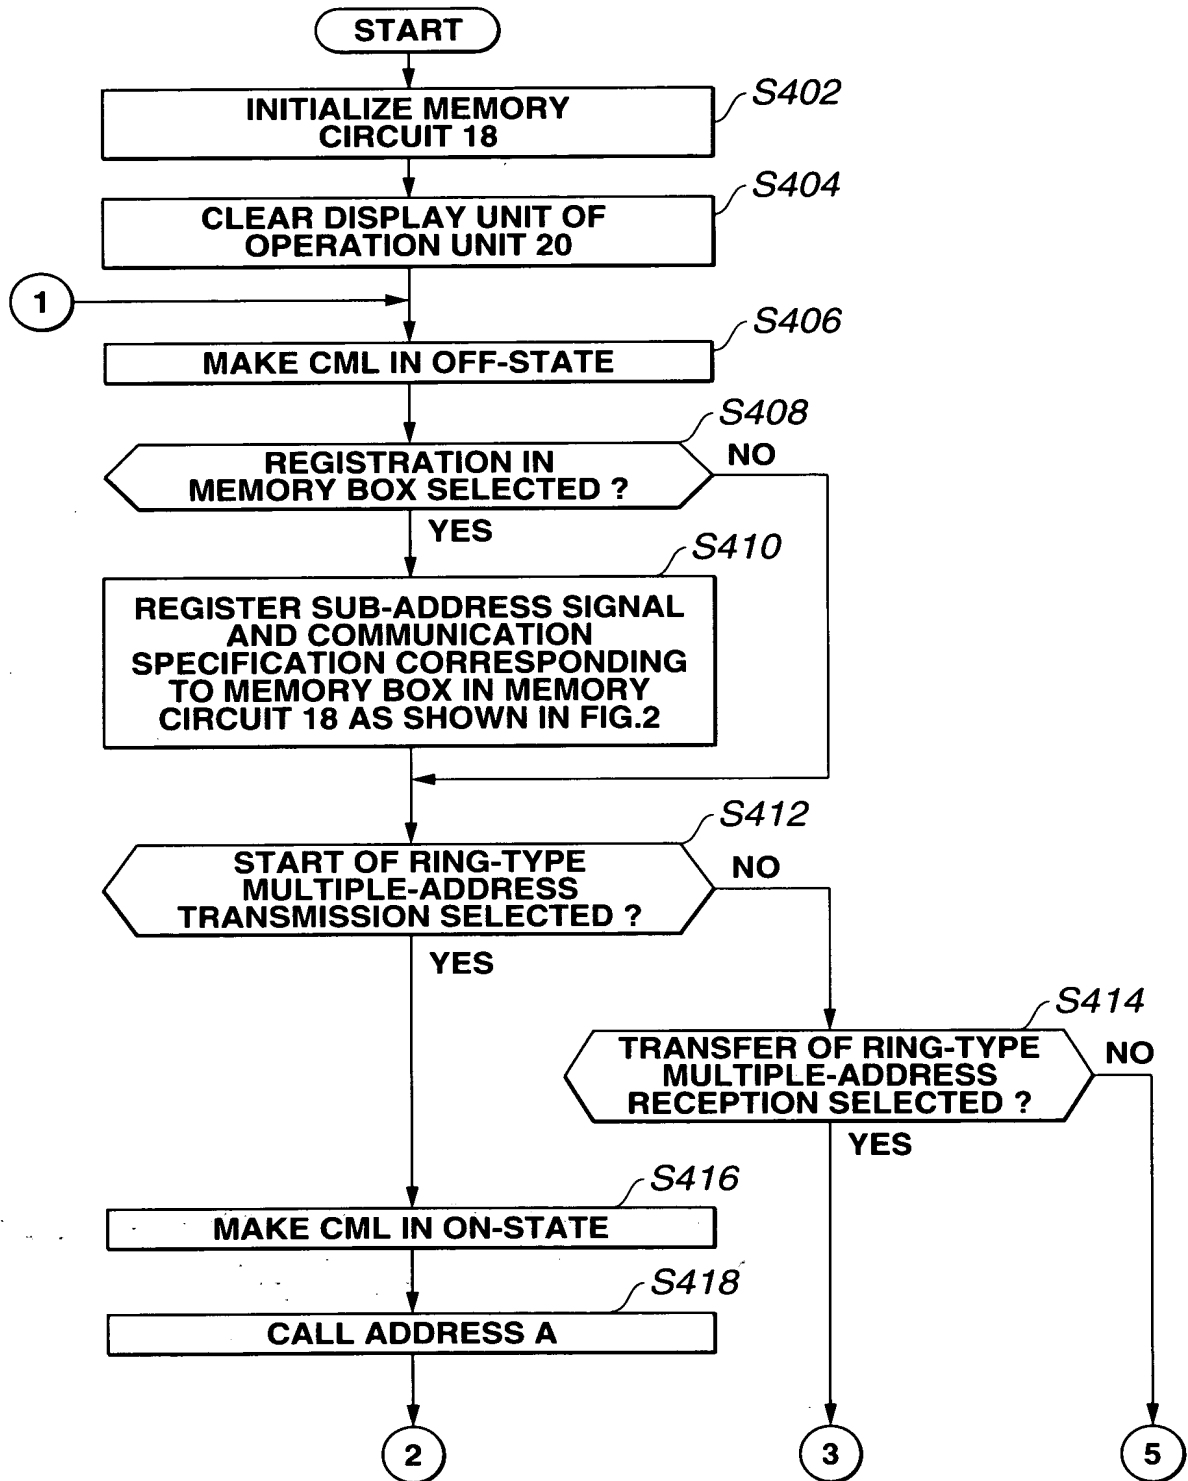 START
S402
INITIALIZE MEMORY
CIRCUIT 18
S404
CLEAR DISPLAY UNIT OF
OPERATION UNIT 20
1
S406
MAKE CML IN OFF-STATE
S408
REGISTRATION IN
MEMORY BOX SELECTED ?
NO
YES
S410
REGISTER SUB-ADDRESS SIGNAL
AND COMMUNICATION
SPECIFICATION CORRESPONDING
TO MEMORY BOX IN MEMORY
CIRCUIT 18 AS SHOWN IN FIG.2
S412
START OF RING-TYPE
MULTIPLE-ADDRESS
TRANSMISSION SELECTED ?
NO
YES
S414
TRANSFER OF RING-TYPE
MULTIPLE-ADDRESS
RECEPTION SELECTED ?
NO
YES
S416
MAKE CML IN ON-STATE
S418
CALL ADDRESS A
2
3
5